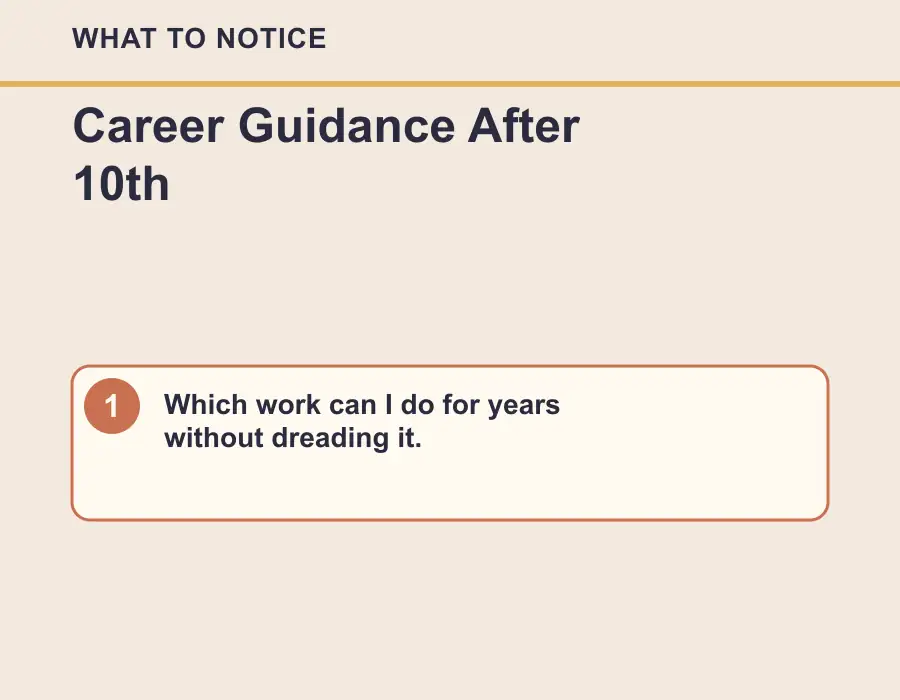 WHAT TO NOTICE
Career Guidance After
10th
1
Which work can I do for years
without dreading it.